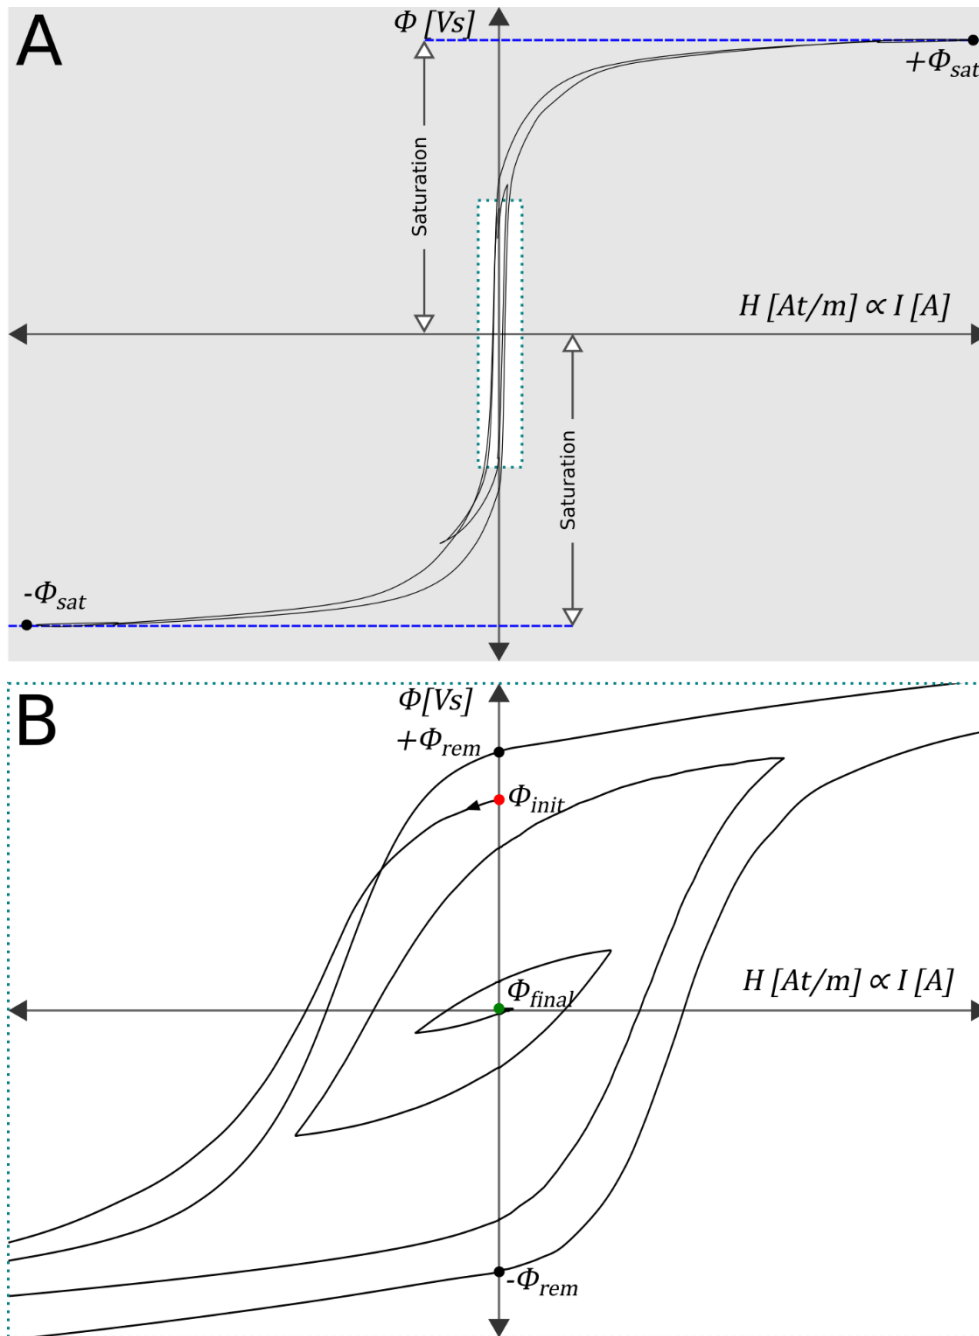 A
Φ [Vs]
+Φsat
Saturation
H [At/m] ∝ I [A]
Saturation
-Φsat
B
Φ[Vs]
+Φrem
Φinit
H [At/m] ∝ I [A]
Φfinal
-Φrem